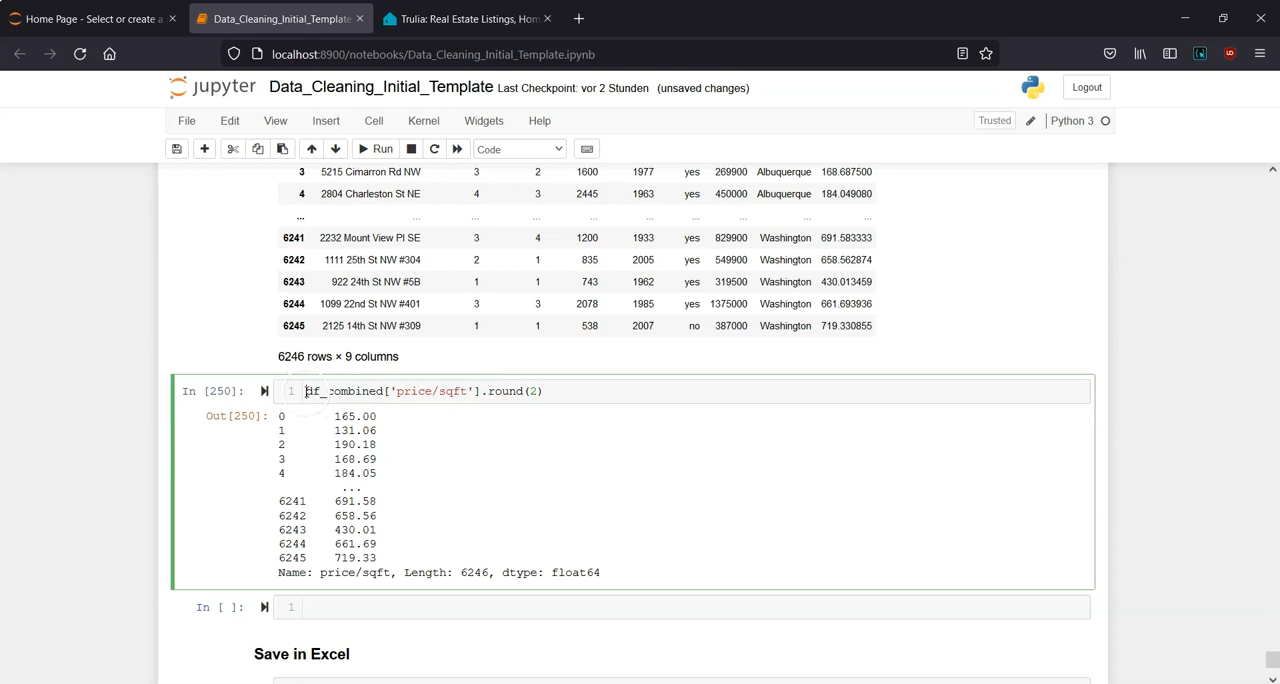 Home Page - Select or create a
Data_Cleaning_Initial_Template
Trulia: Real Estate Listings, Hom
localhost:8900/notebooks/Data_Cleaning_Initial_Template.ipynb
jupyter Data_Cleaning_Initial_Template Last Checkpoint: vor 2 Stunden (unsaved changes)
Logout
File Edit View Insert Cell Kernel Widgets Help
Trusted Python 3
Run Code
3 5215 Cimarron Rd NW 3 2 1600 1977 yes 269900 Albuquerque 168.687500
4 2804 Charleston St NE 4 3 2445 1963 yes 450000 Albuquerque 184.049080
... ... ... ... ... ... ... ... ... ...
6241 2232 Mount View Pl SE 3 4 1200 1933 yes 829900 Washington 691.583333
6242 1111 25th St NW #304 2 1 835 2005 yes 549900 Washington 658.562874
6243 922 24th St NW #5B 1 1 743 1962 yes 319500 Washington 430.013459
6244 1099 22nd St NW #401 3 3 2078 1985 yes 1375000 Washington 661.693936
6245 2125 14th St NW #309 1 1 538 2007 no 387000 Washington 719.330855
6246 rows × 9 columns
In [250]: 1 df_combined['price/sqft'].round(2)
Out[250]: 0 165.00
1 131.06
2 190.18
3 168.69
4 184.05
...
6241 691.58
6242 658.56
6243 430.01
6244 661.69
6245 719.33
Name: price/sqft, Length: 6246, dtype: float64
In [ ]: 1
Save in Excel